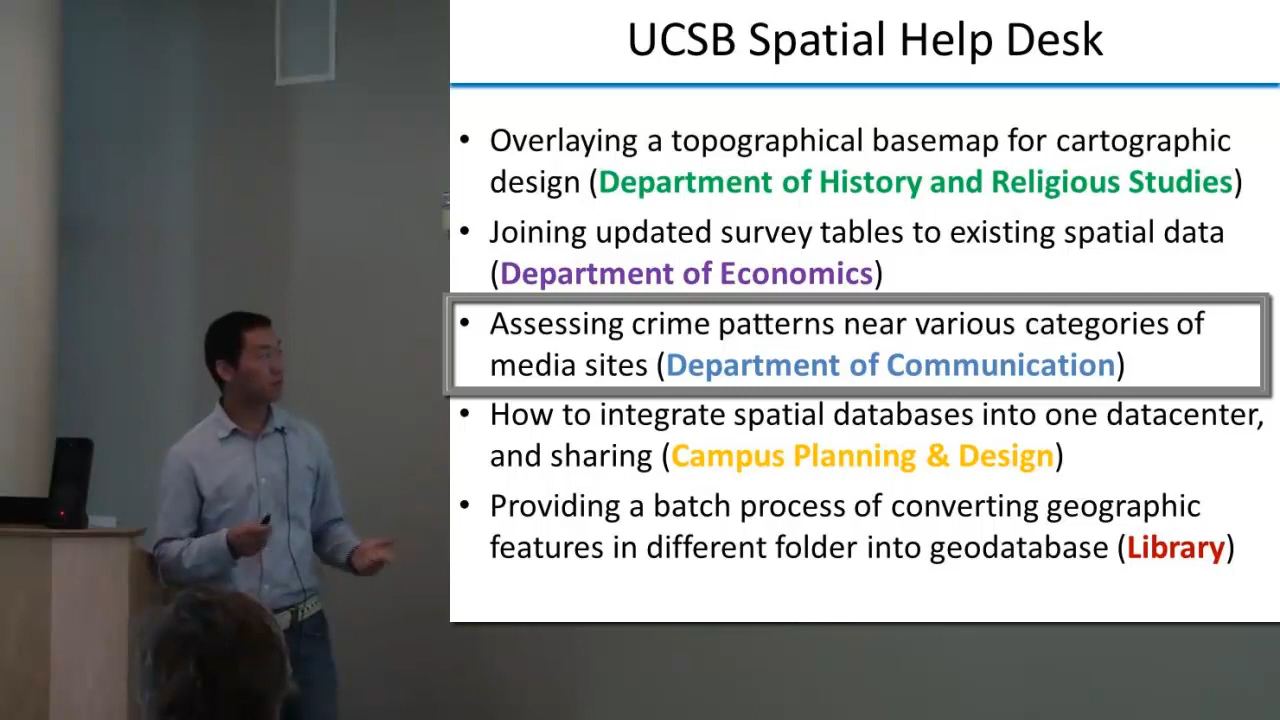 UCSB Spatial Help Desk
• Overlaying a topographical basemap for cartographic
design (Department of History and Religious Studies)
• Joining updated survey tables to existing spatial data
(Department of Economics)
• Assessing crime patterns near various categories of
media sites (Department of Communication)
• How to integrate spatial databases into one datacenter,
and sharing (Campus Planning & Design)
• Providing a batch process of converting geographic
features in different folder into geodatabase (Library)